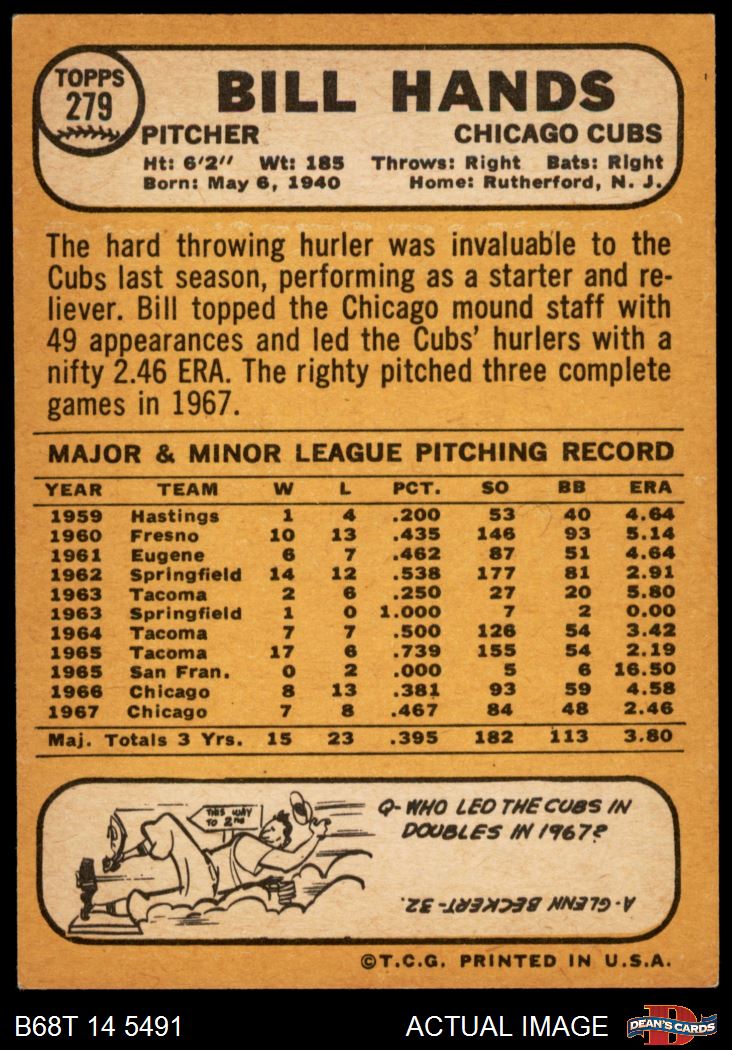 TOPPS
279
BILL HANDS
PITCHER CHICAGO CUBS
Ht: 6'2" Wt: 185 Throws: Right Bats: Right
Born: May 6, 1940 Home: Rutherford, N. J.
The hard throwing hurler was invaluable to the
Cubs last season, performing as a starter and re-
liever. Bill topped the Chicago mound staff with
49 appearances and led the Cubs' hurlers with a
nifty 2.46 ERA. The righty pitched three complete
games in 1967.
MAJOR & MINOR LEAGUE PITCHING RECORD
YEAR TEAM W L PCT. SO BB ERA
1959 Hastings 1 4 .200 53 40 4.64
1960 Fresno 10 13 .435 146 93 5.14
1961 Eugene 6 7 .462 87 51 4.64
1962 Springfield 14 12 .538 177 81 2.91
1963 Tacoma 2 6 .250 27 20 5.80
1963 Springfield 1 0 1.000 7 2 0.00
1964 Tacoma 7 7 .500 126 54 3.42
1965 Tacoma 17 6 .739 155 54 2.19
1965 San Fran. 0 2 .000 5 6 16.50
1966 Chicago 8 13 .381 93 59 4.58
1967 Chicago 7 8 .467 84 48 2.46
Maj. Totals 3 Yrs. 15 23 .395 182 113 3.80
THIS WAY
TO 2ND
Q-WHO LED THE CUBS IN
DOUBLES IN 1967?
A-GLENN BECKERT-32.
©T.C.G. PRINTED IN U.S.A.
B68T 14 5491 ACTUAL IMAGE DEAN'S CARDS